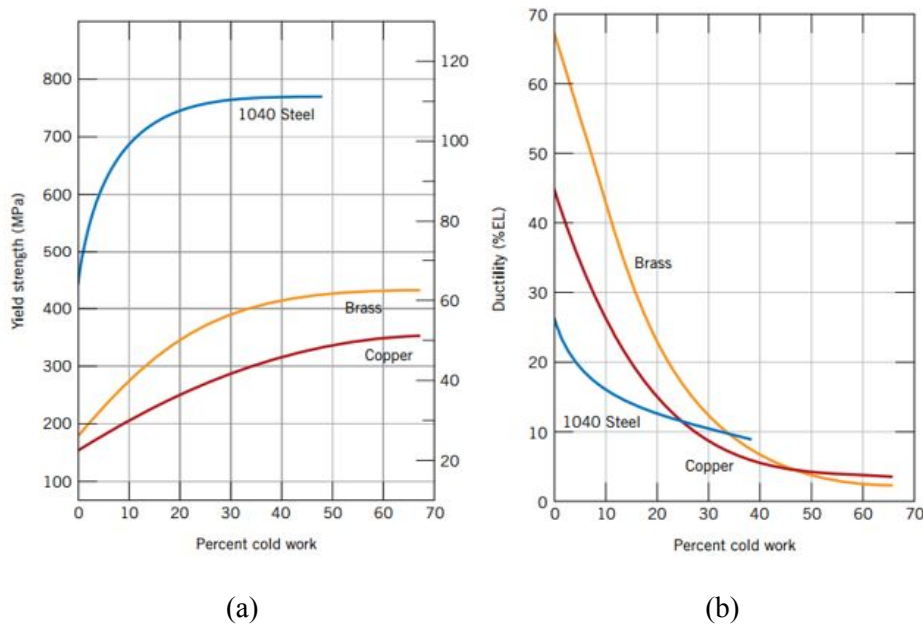 800
700
600
500
400
300
200
100
Yield strength (MPa)
120
100
80
60
40
20
1040 Steel
Brass
Copper
0 10 20 30 40 50 60 70
Percent cold work
(a)
70
60
50
40
30
20
10
0
Ductility (%EL)
Brass
1040 Steel
Copper
0 10 20 30 40 50 60 70
Percent cold work
(b)